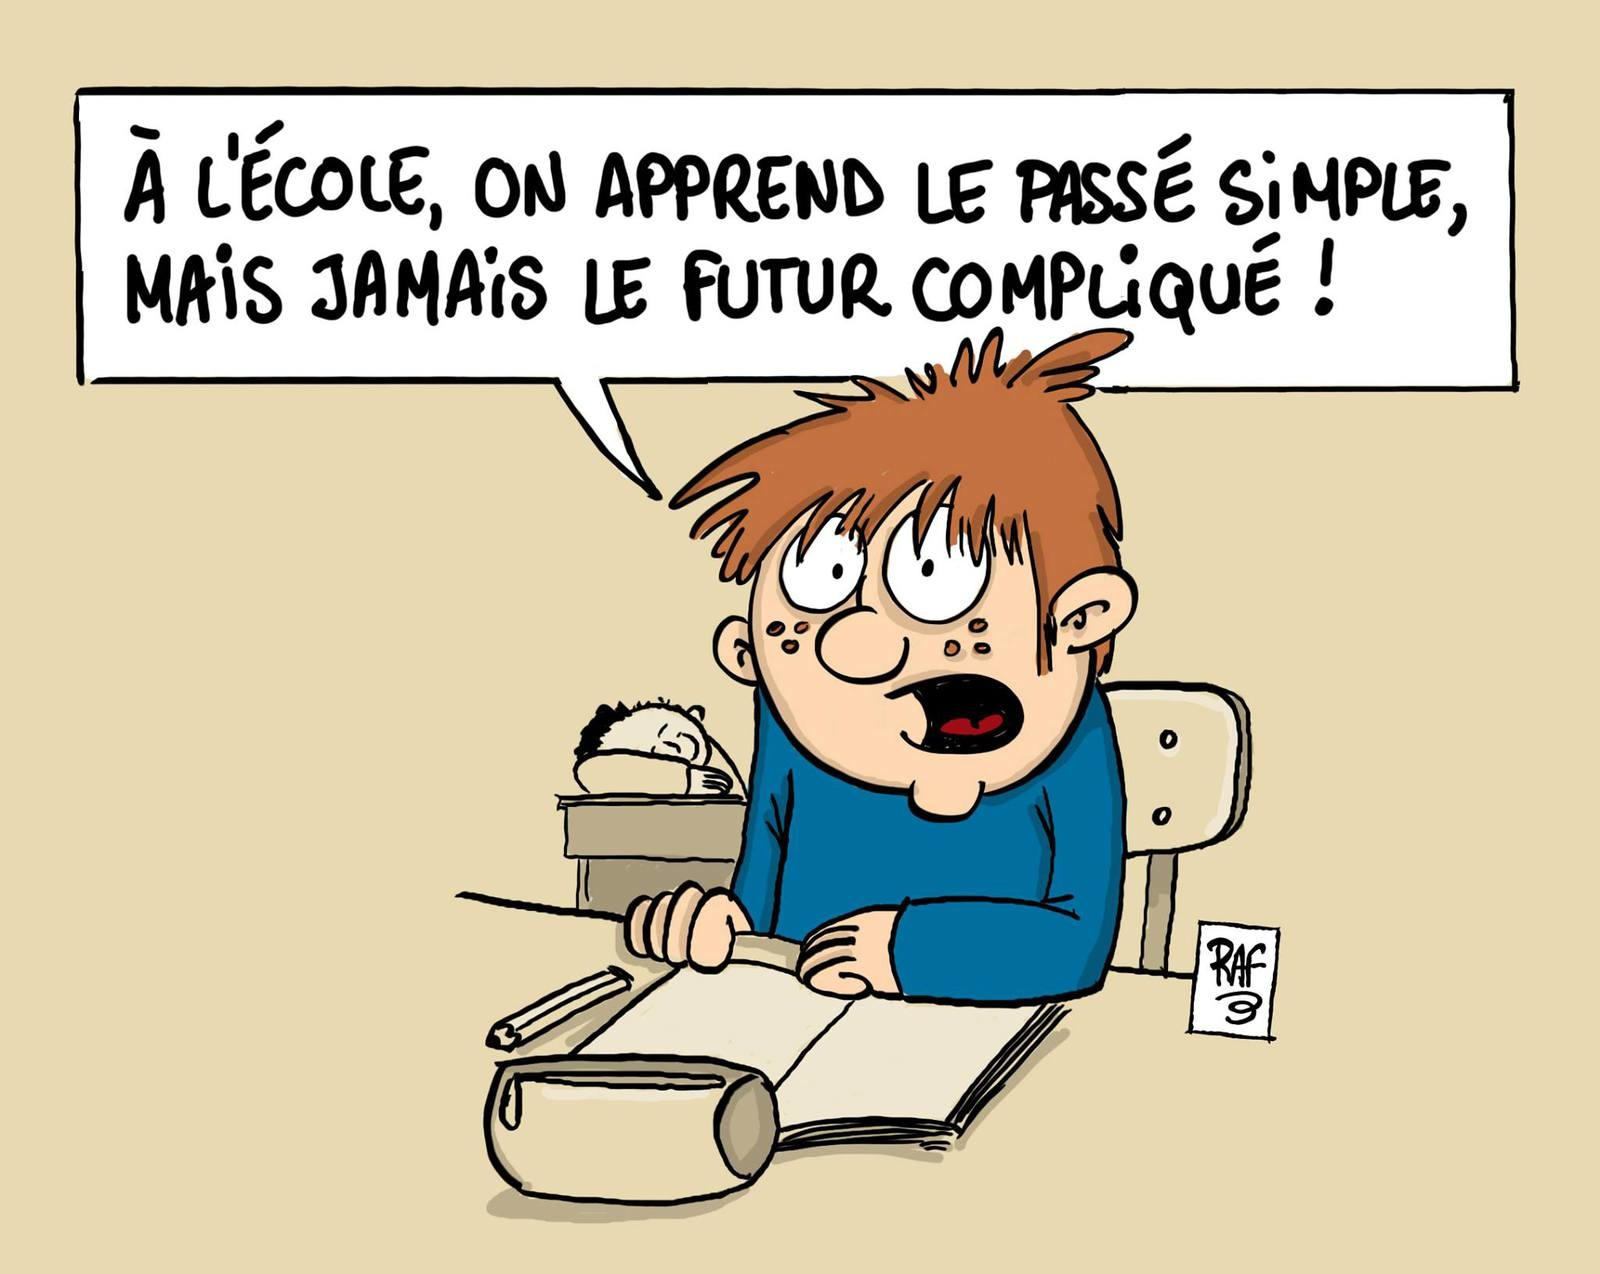 À L'ÉCOLE, ON APPREND LE PASSÉ SIMPLE,
MAIS JAMAIS LE FUTUR COMPLIQUÉ !
RAF